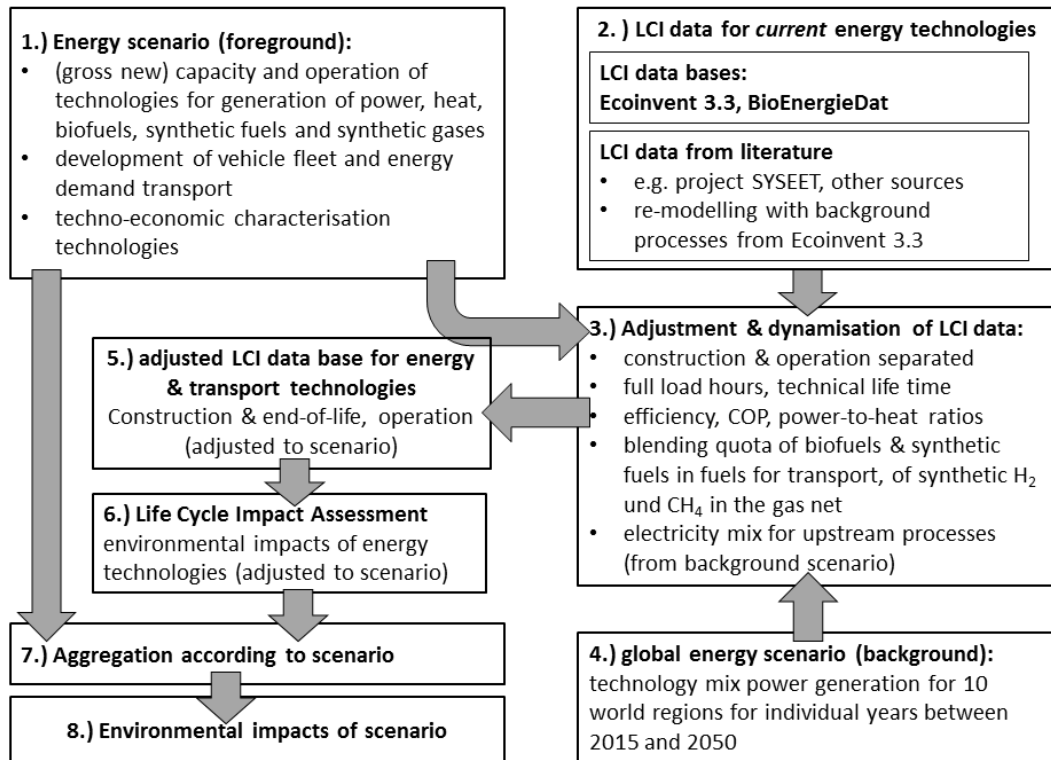 1.) Energy scenario (foreground):
• (gross new) capacity and operation of
technologies for generation of power, heat,
biofuels, synthetic fuels and synthetic gases
• development of vehicle fleet and energy
demand transport
• techno-economic characterisation
technologies
2. ) LCI data for current energy technologies
LCI data bases:
Ecoinvent 3.3, BioEnergieDat
LCI data from literature
• e.g. project SYSEET, other sources
• re-modelling with background
processes from Ecoinvent 3.3
3.) Adjustment & dynamisation of LCI data:
• construction & operation separated
• full load hours, technical life time
• efficiency, COP, power-to-heat ratios
• blending quota of biofuels & synthetic
fuels in fuels for transport, of synthetic H₂
und CH₄ in the gas net
• electricity mix for upstream processes
(from background scenario)
4.) global energy scenario (background):
technology mix power generation for 10
world regions for individual years between
2015 and 2050
5.) adjusted LCI data base for energy
& transport technologies
Construction & end-of-life, operation
(adjusted to scenario)
6.) Life Cycle Impact Assessment
environmental impacts of energy
technologies (adjusted to scenario)
7.) Aggregation according to scenario
8.) Environmental impacts of scenario